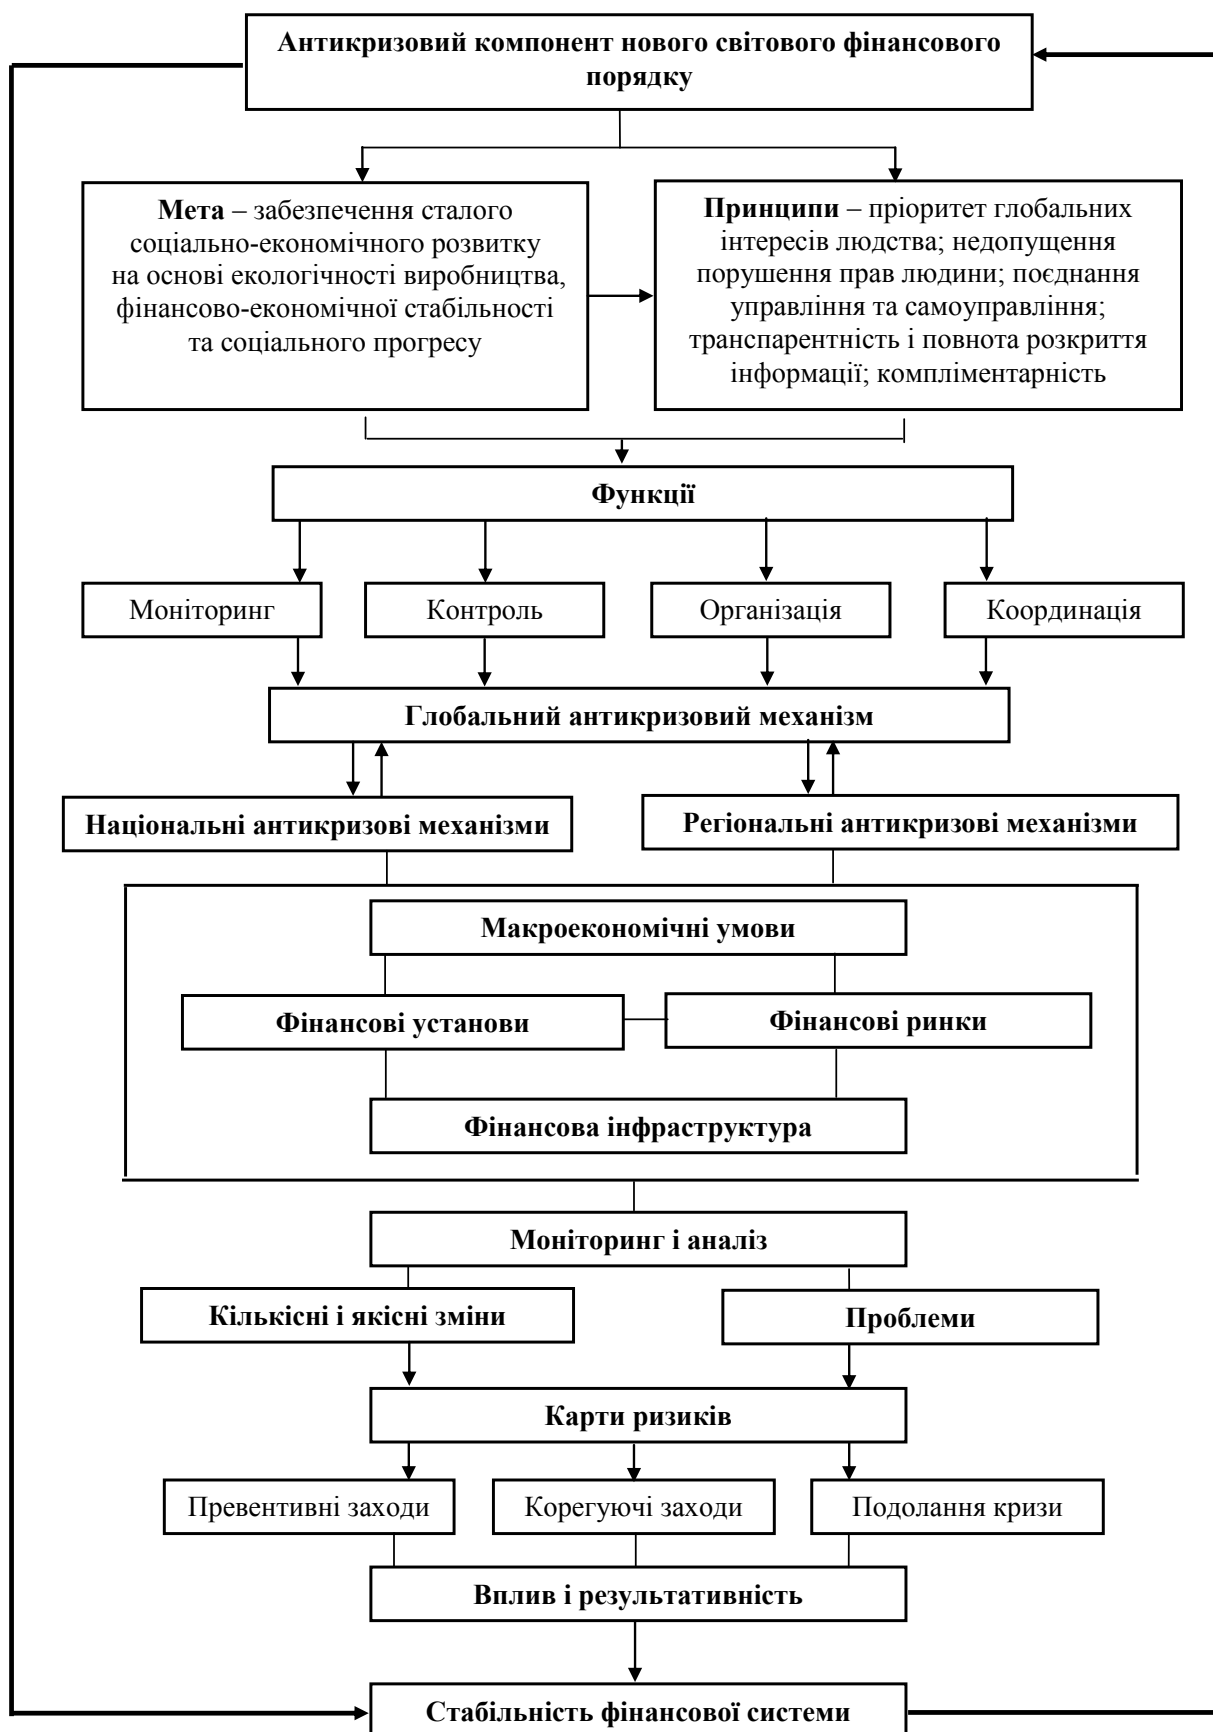 Антикризовий компонент нового світового фінансового
порядку
Мета – забезпечення сталого
соціально-економічного розвитку
на основі екологічності виробництва,
фінансово-економічної стабільності
та соціального прогресу
Принципи – пріоритет глобальних
інтересів людства; недопущення
порушення прав людини; поєднання
управління та самоуправління;
транспарентність і повнота розкриття
інформації; компліментарність
Функції
Моніторинг
Контроль
Організація
Координація
Глобальний антикризовий механізм
Національні антикризові механізми
Регіональні антикризові механізми
Макроекономічні умови
Фінансові установи
Фінансові ринки
Фінансова інфраструктура
Моніторинг і аналіз
Кількісні і якісні зміни
Проблеми
Карти ризиків
Превентивні заходи
Корегуючі заходи
Подолання кризи
Вплив і результативність
Стабільність фінансової системи